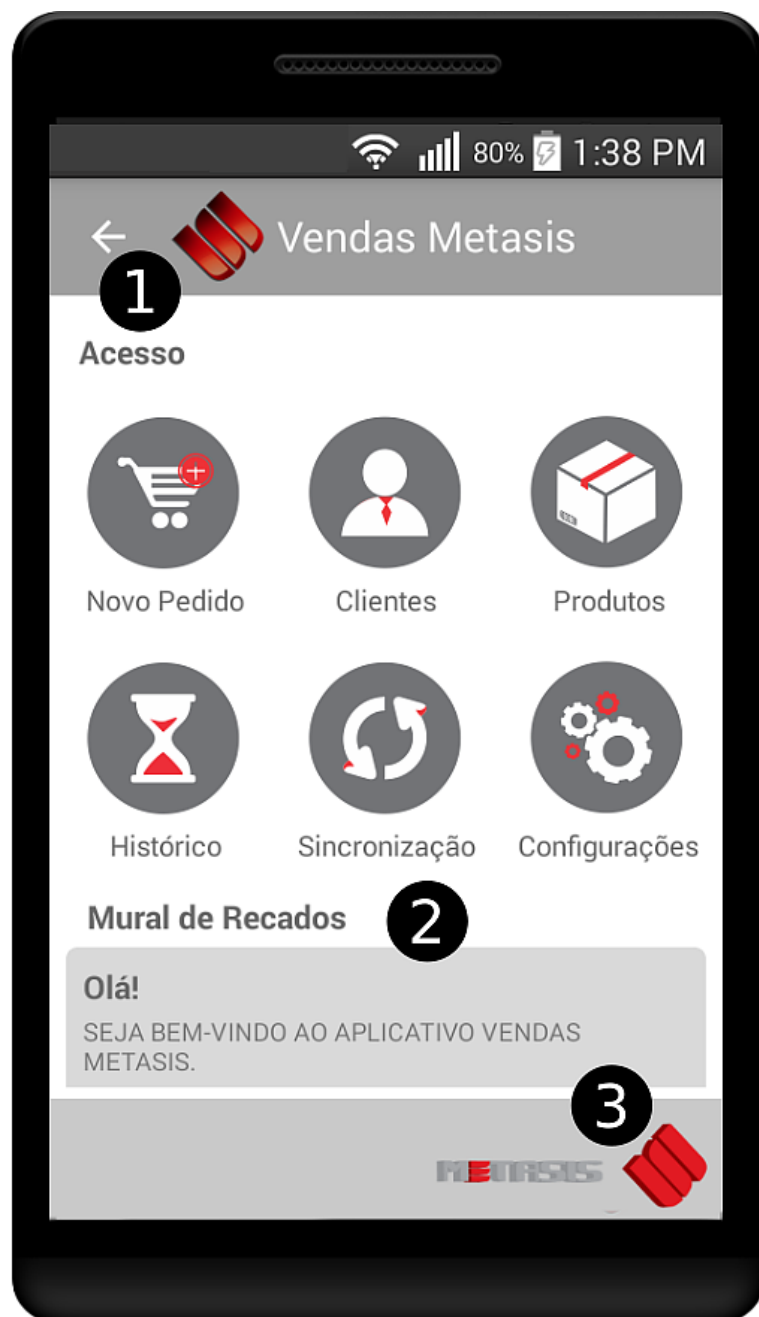 80% 1:38 PM
Vendas Metasis
1
Acesso
Novo Pedido Clientes Produtos
Histórico Sincronização Configurações
Mural de Recados 2
Olá!
SEJA BEM-VINDO AO APLICATIVO VENDAS
METASIS.
3
METASIS